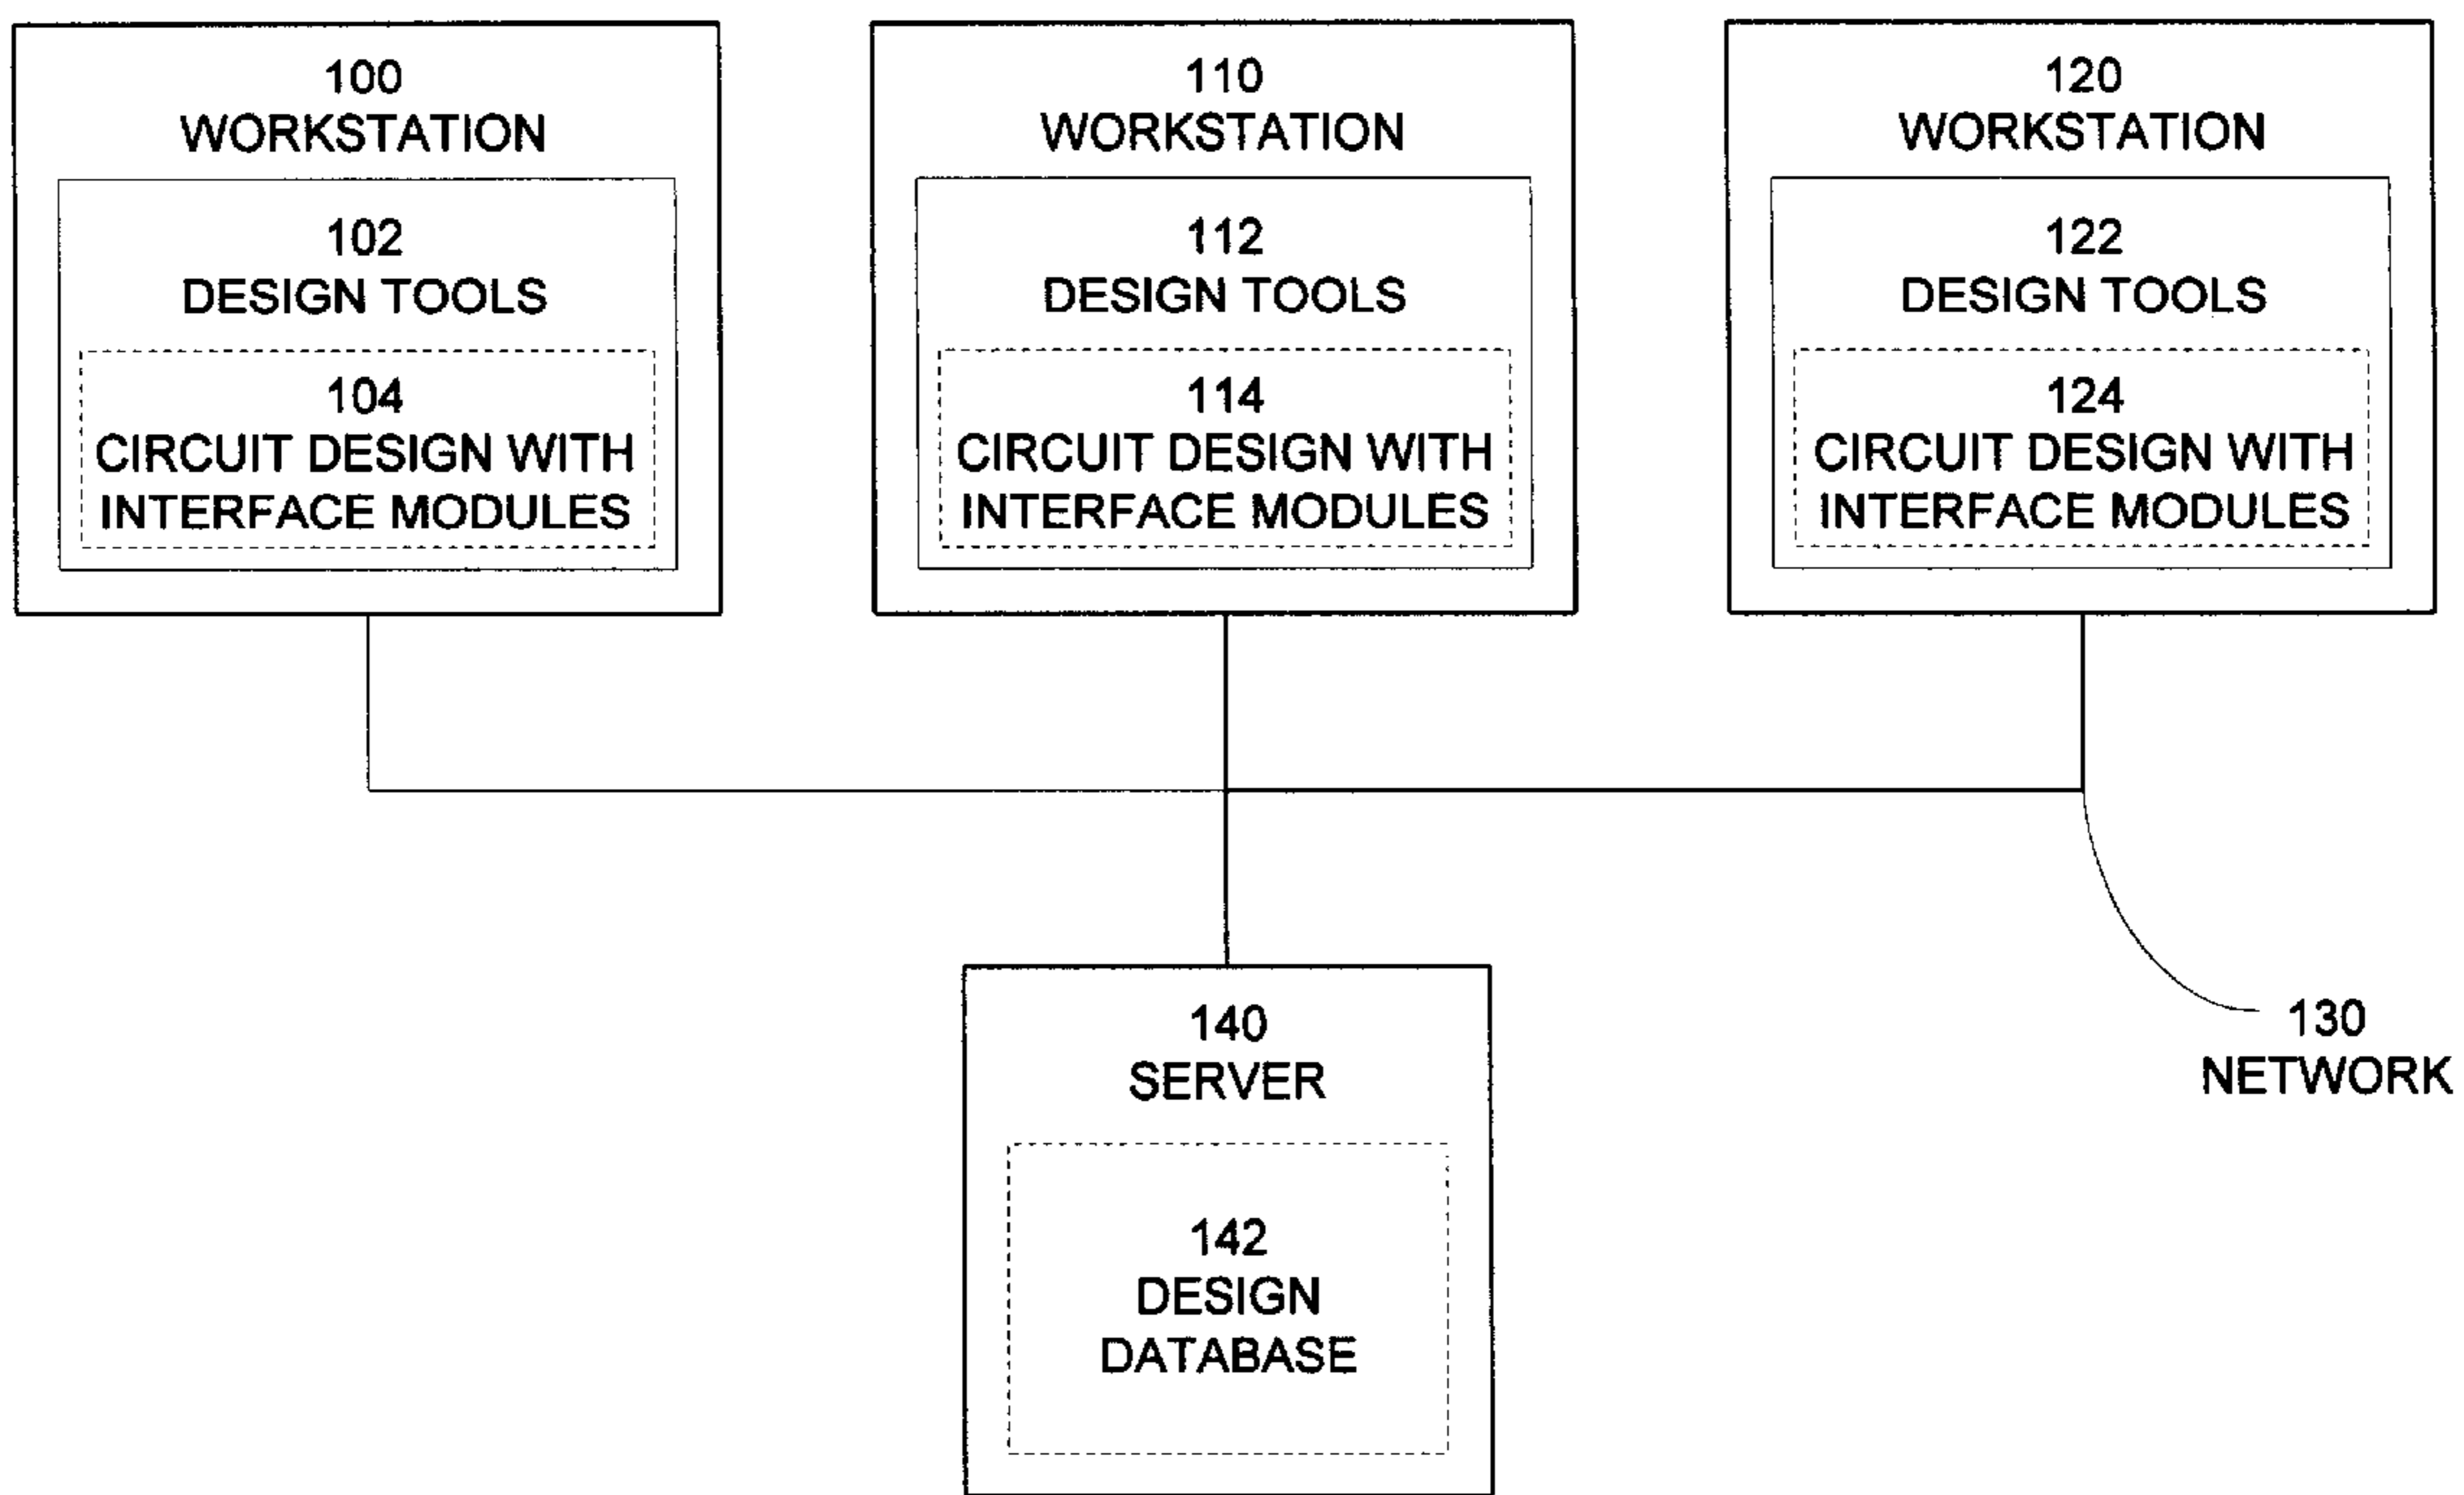 100
WORKSTATION
102
DESIGN TOOLS
104
CIRCUIT DESIGN WITH
INTERFACE MODULES
110
WORKSTATION
112
DESIGN TOOLS
114
CIRCUIT DESIGN WITH
INTERFACE MODULES
120
WORKSTATION
122
DESIGN TOOLS
124
CIRCUIT DESIGN WITH
INTERFACE MODULES
140
SERVER
142
DESIGN
DATABASE
130
NETWORK